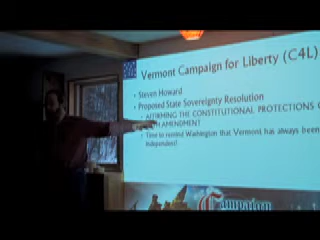 Vermont Campaign for Liberty (C4L)
Steven Howard
Proposed State Sovereignty Resolution
AFFIRMING THE CONSTITUTIONAL PROTECTIONS O
AMENDMENT!
Time to remind Washington that Vermont has always been
Independent!
Campaign